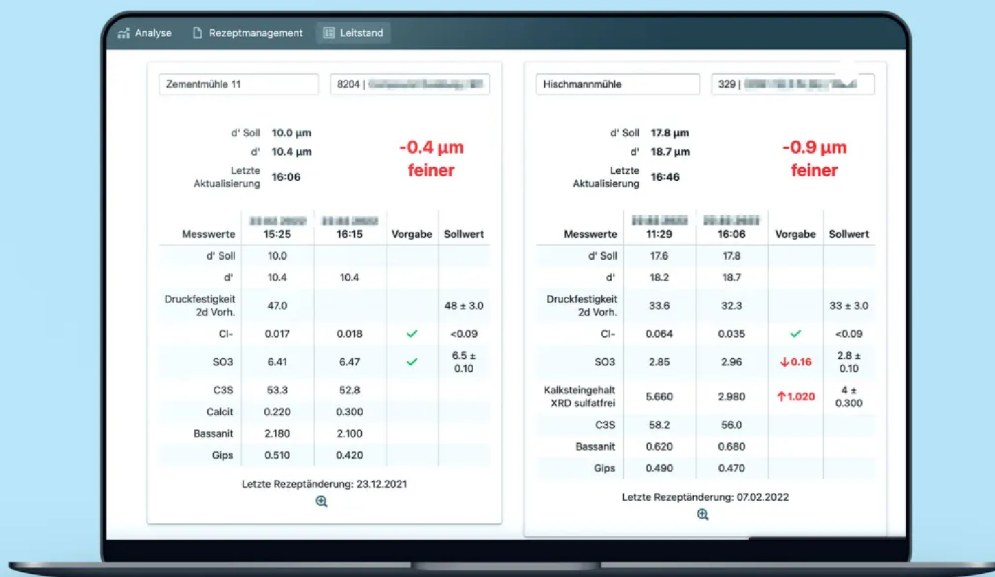 Analyse Rezeptmanagement Leitstand
Zementmühle 11 8204 |
d' Soll 10.0 µm
d' 10.4 µm
-0.4 µm
feiner
Letzte
Aktualisierung 16:06
Messwerte 15:25 16:15 Vorgabe Sollwert
d' Soll 10.0
d' 10.4 10.4
Druckfestigkeit
2d Vorh. 47.0 48 ± 3.0
Cl- 0.017 0.018 ✓ <0.09
SO3 6.41 6.47 ✓ 6.5 ±
0.10
C3S 53.3 52.8
Calcit 0.220 0.300
Bassanit 2.180 2.100
Gips 0.510 0.420
Letzte Rezeptänderung: 23.12.2021
Hischmannmühle 329 |
d' Soll 17.8 µm
d' 18.7 µm
-0.9 µm
feiner
Letzte
Aktualisierung 16:46
Messwerte 11:29 16:06 Vorgabe Sollwert
d' Soll 17.6 17.8
d' 18.2 18.7
Druckfestigkeit
2d Vorh. 33.6 32.3 33 ± 3.0
Cl- 0.064 0.035 ✓ <0.09
SO3 2.85 2.96 ↓0.16 2.8 ±
0.10
Kalksteingehalt
XRD sulfatfrei 5.660 2.980 ↑1.020 4 ±
0.300
C3S 58.2 56.0
Bassanit 0.620 0.680
Gips 0.490 0.470
Letzte Rezeptänderung: 07.02.2022